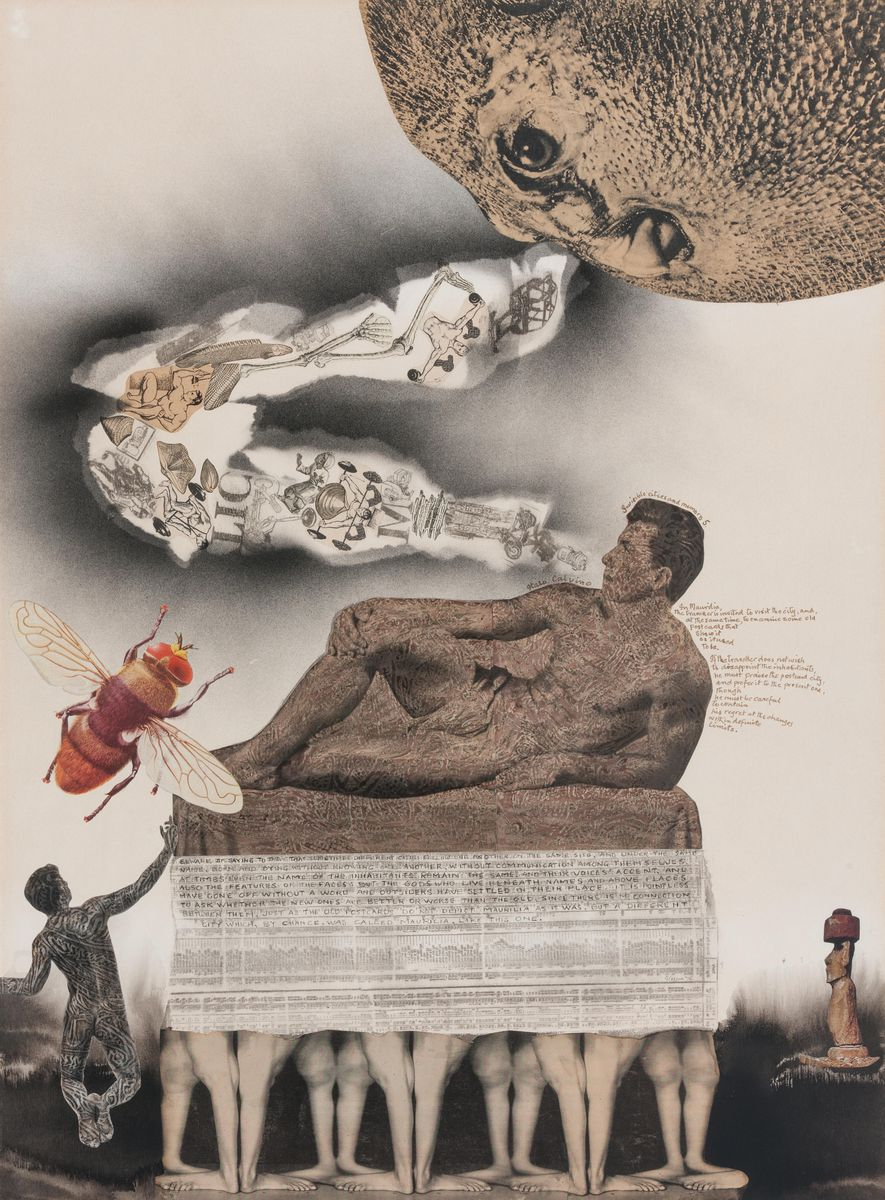 Invisible cities and memory 5
Italo Calvino
In Maurilia,
the traveler is invited to visit the city, and,
at the same time, to examine some old
postcards that
show it
as it used
To be.
If the traveller does not wish
to disappoint the inhabitants,
he must praise the postcard city,
and prefer it to the present one,
though
he must be careful
to contain
his regret at the changes
within definite
limits.
BEWARE OF SAYING TO THEM THAT SOMETIMES DIFFERENT CITIES FOLLOW ONE ANOTHER ON THE SAME SITE, AND UNDER THE SAME
NAME, BORN AND DYING WITHOUT KNOWING ONE ANOTHER, WITHOUT COMMUNICATION AMONG THEMSELVES.
AT TIMES EVEN THE NAME OF THE INHABITANTS REMAIN THE SAME, AND THEIR VOICES' ACCENT, AND
ALSO THE FEATURES OF THE FACES; BUT THE GODS WHO LIVE BENEATH NAMES AND ABOVE PLACES
HAVE GONE OFF WITHOUT A WORD AND OUTSIDERS HAVE SETTLED IN THEIR PLACE. IT IS POINTLESS
TO ASK WHETHER THE NEW ONES ARE BETTER OR WORSE THAN THE OLD, SINCE THERE IS NO CONNECTION
BETWEEN THEM, JUST AS THE OLD POSTCARDS DO NOT DEPICT MAURILIA AS IT WAS, BUT A DIFFERENT
CITY WHICH, BY CHANCE, WAS CALLED MAURILIA, LIKE THIS ONE.